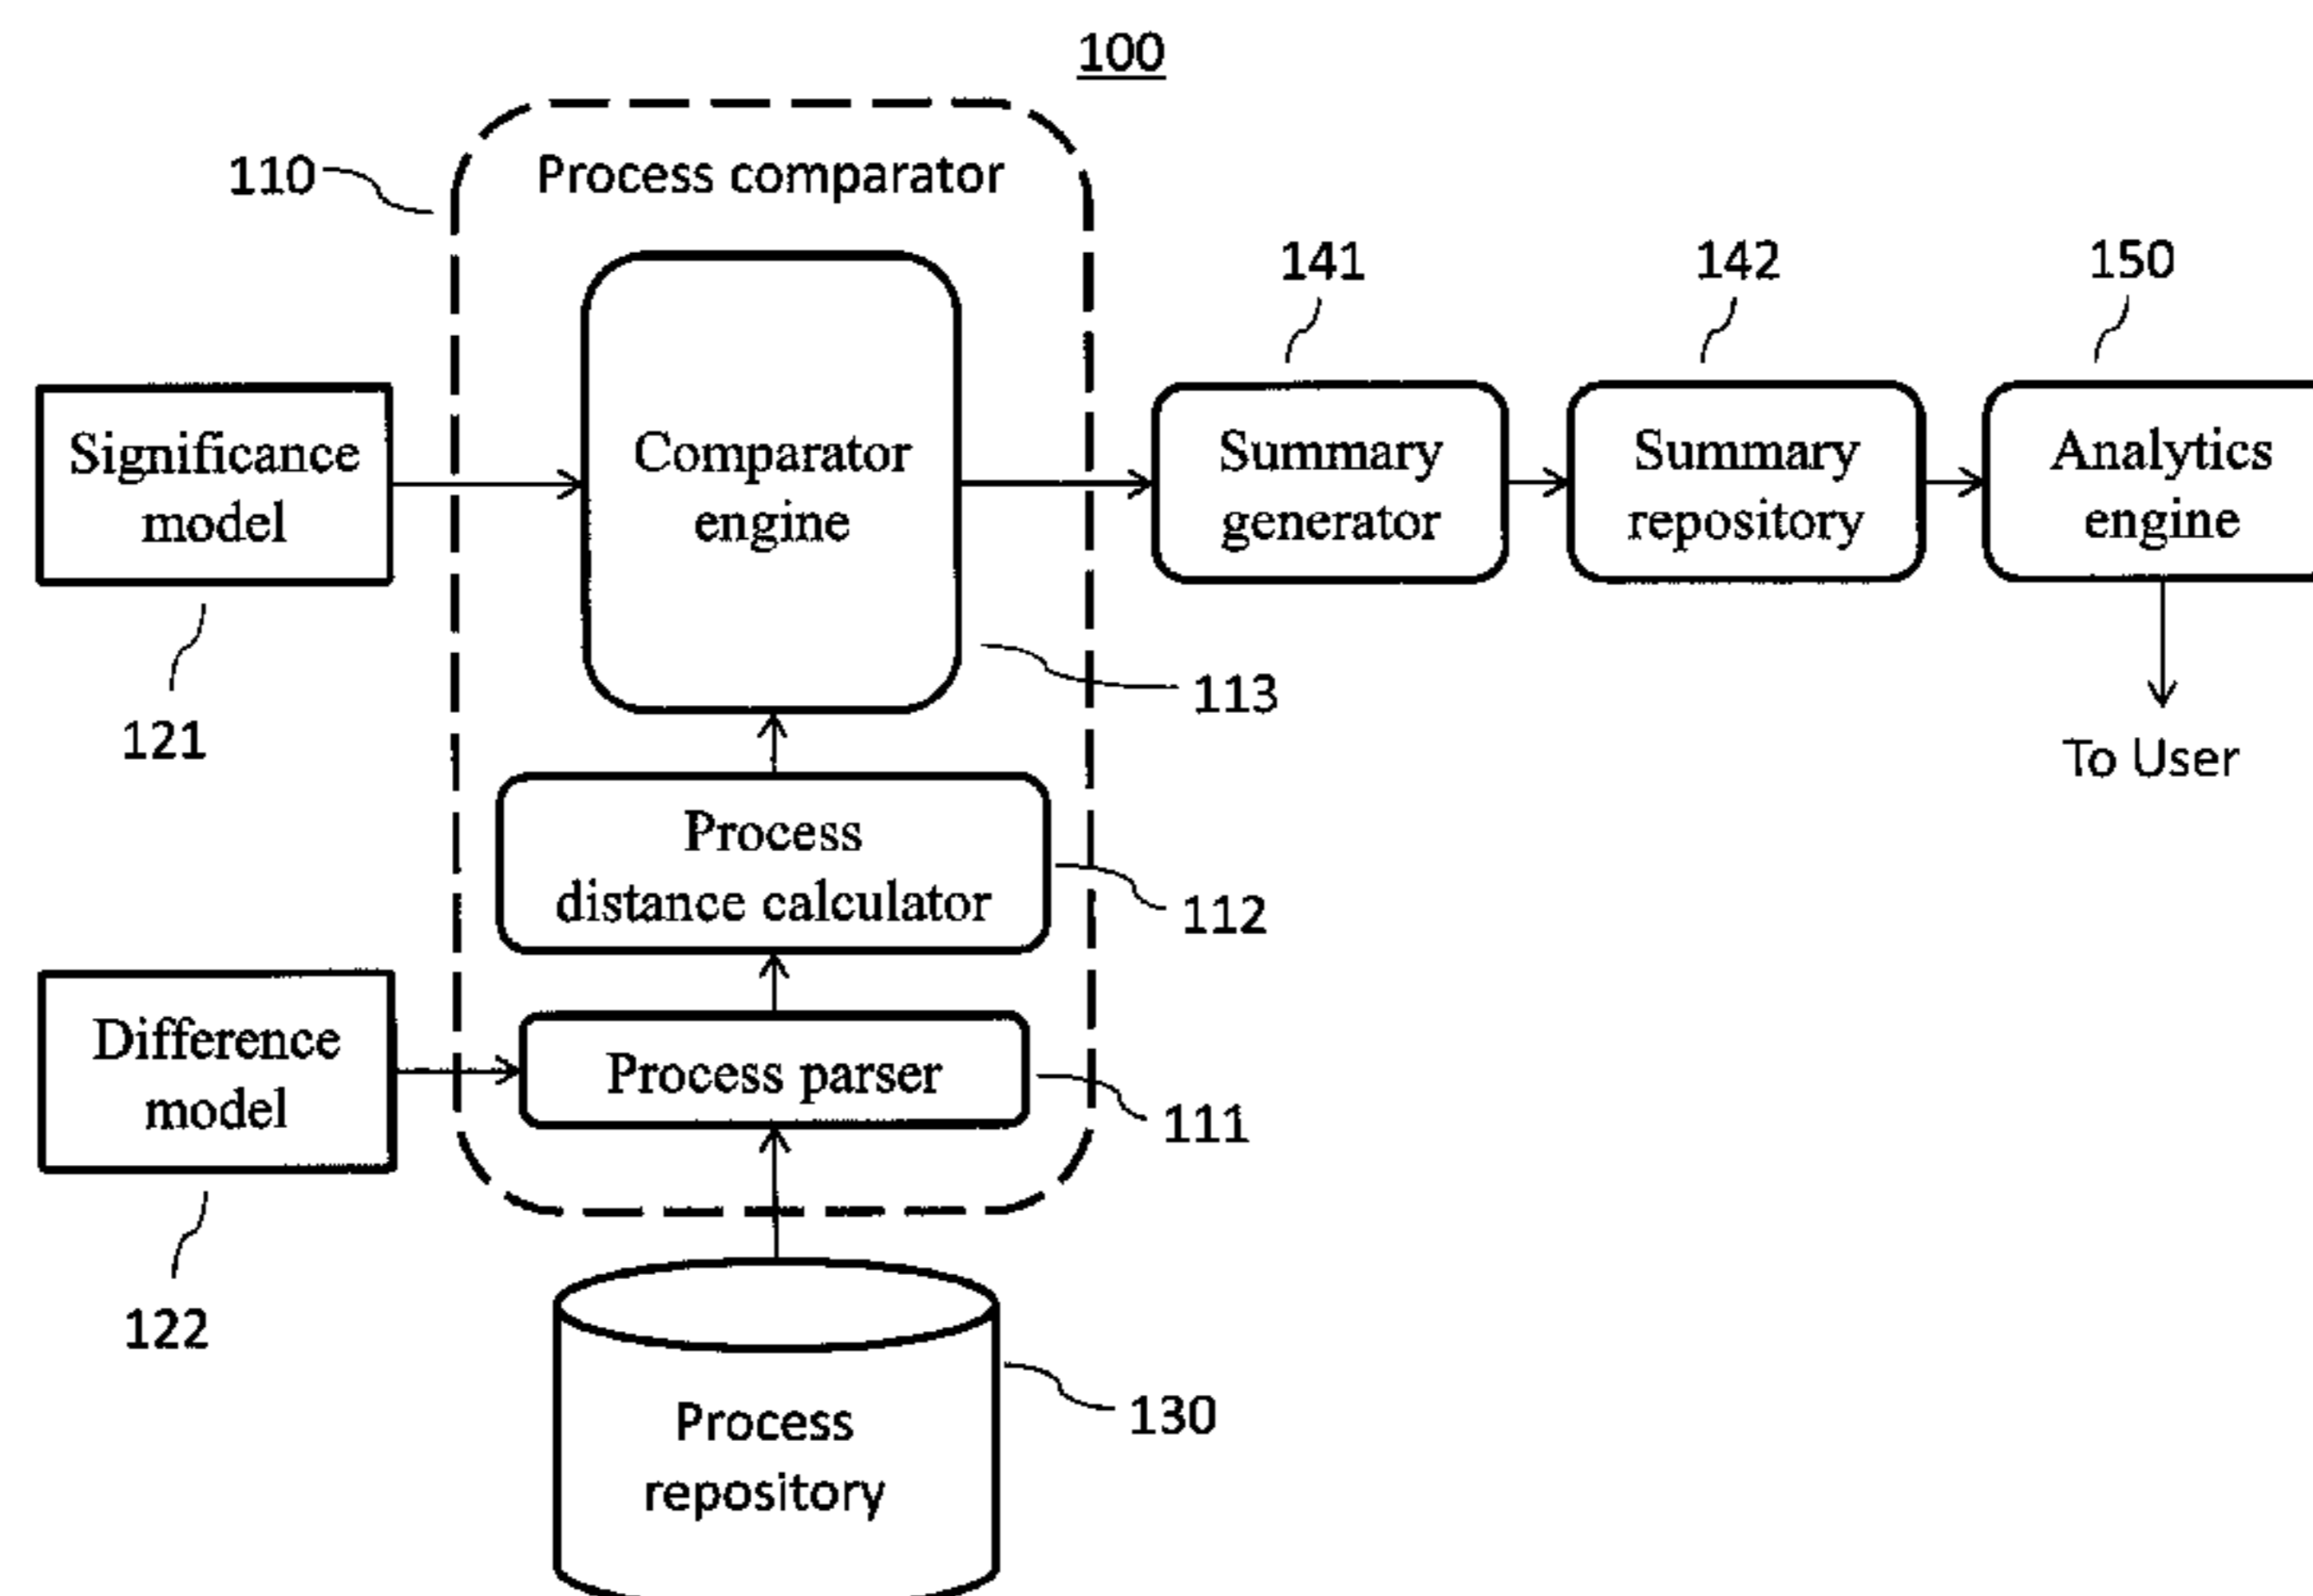 100
110
Process comparator
141
142
150
Significance
model
Comparator
engine
Summary
generator
Summary
repository
Analytics
engine
113
121
To User
Process
distance calculator
112
Difference
model
Process parser
111
122
130
Process
repository